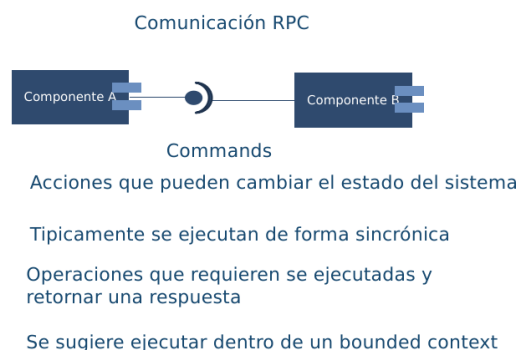 Comunicación RPC
Componente A
Componente B
Commands
Acciones que pueden cambiar el estado del sistema
Tipicamente se ejecutan de forma sincrónica
Operaciones que requieren se ejecutadas y
retornar una respuesta
Se sugiere ejecutar dentro de un bounded context